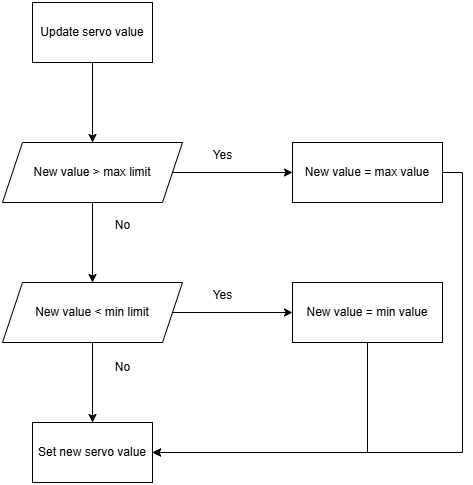 Update servo value
New value > max limit
Yes
New value = max value
No
New value < min limit
Yes
New value = min value
No
Set new servo value